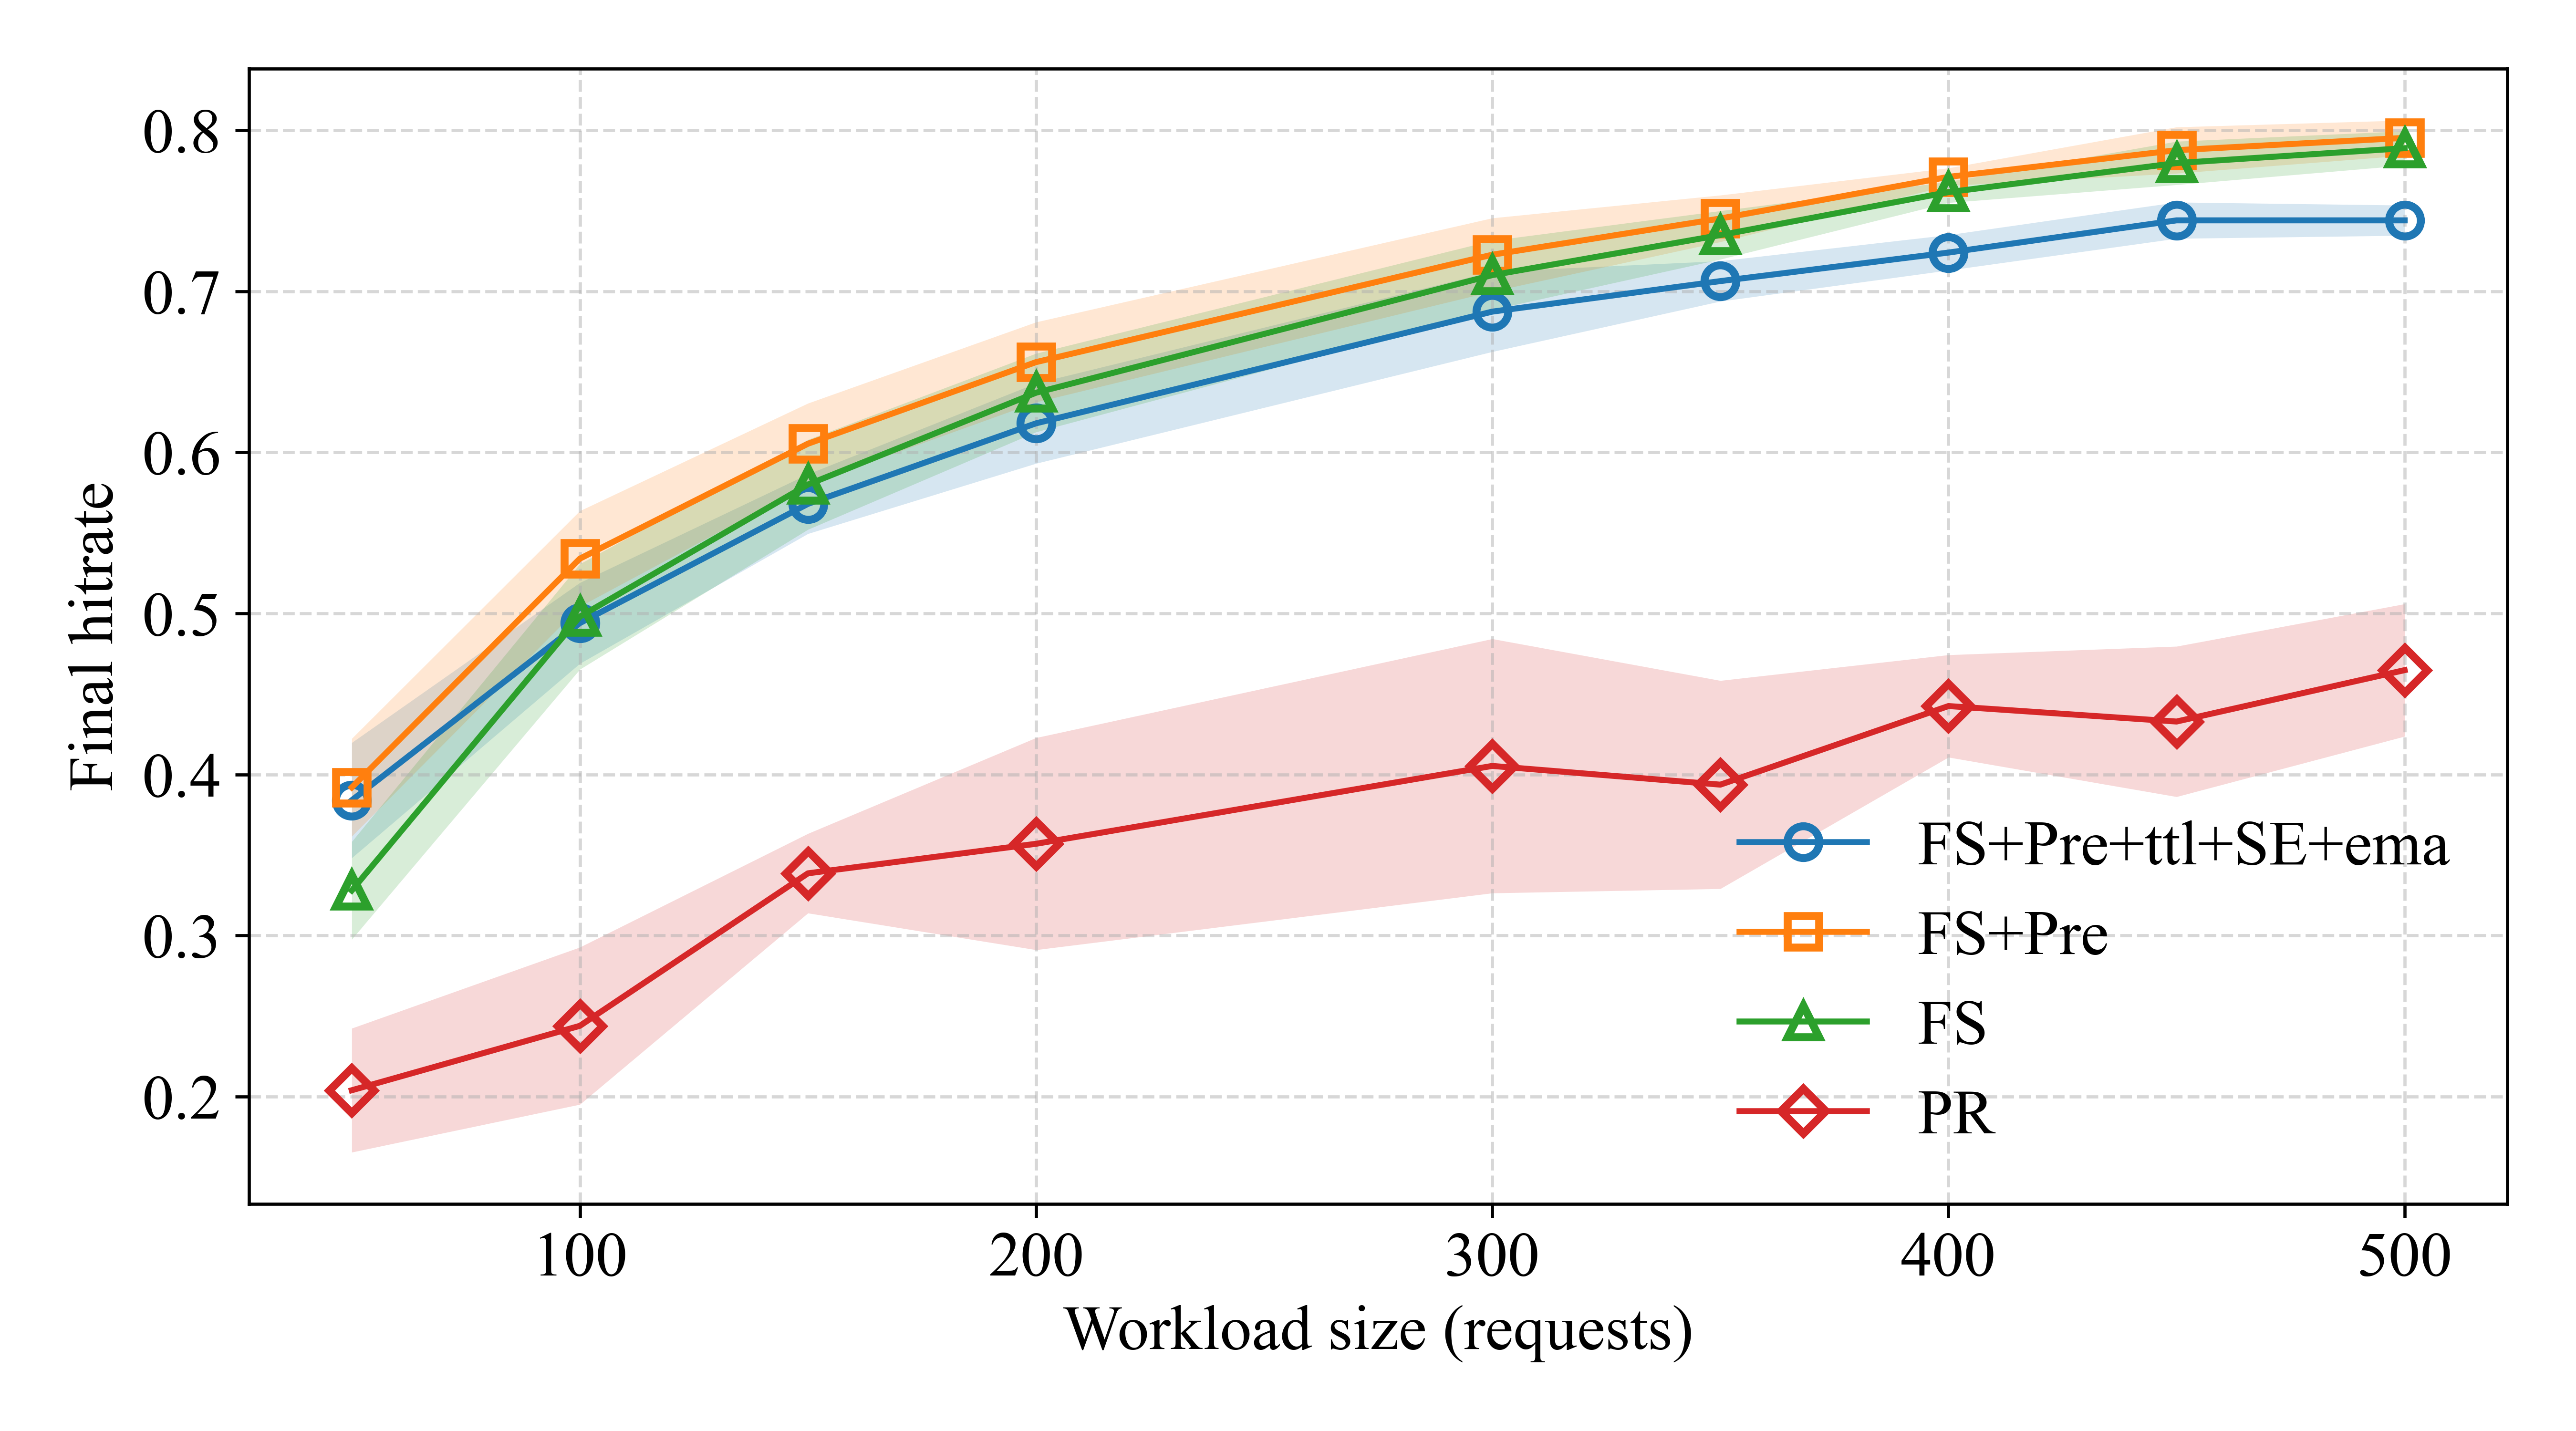 0.8
0.7
0.6
0.5
0.4
0.3
0.2
Final hitrate
FS+Pre+ttl+SE+ema
FS+Pre
FS
PR
100 200 300 400 500
Workload size (requests)